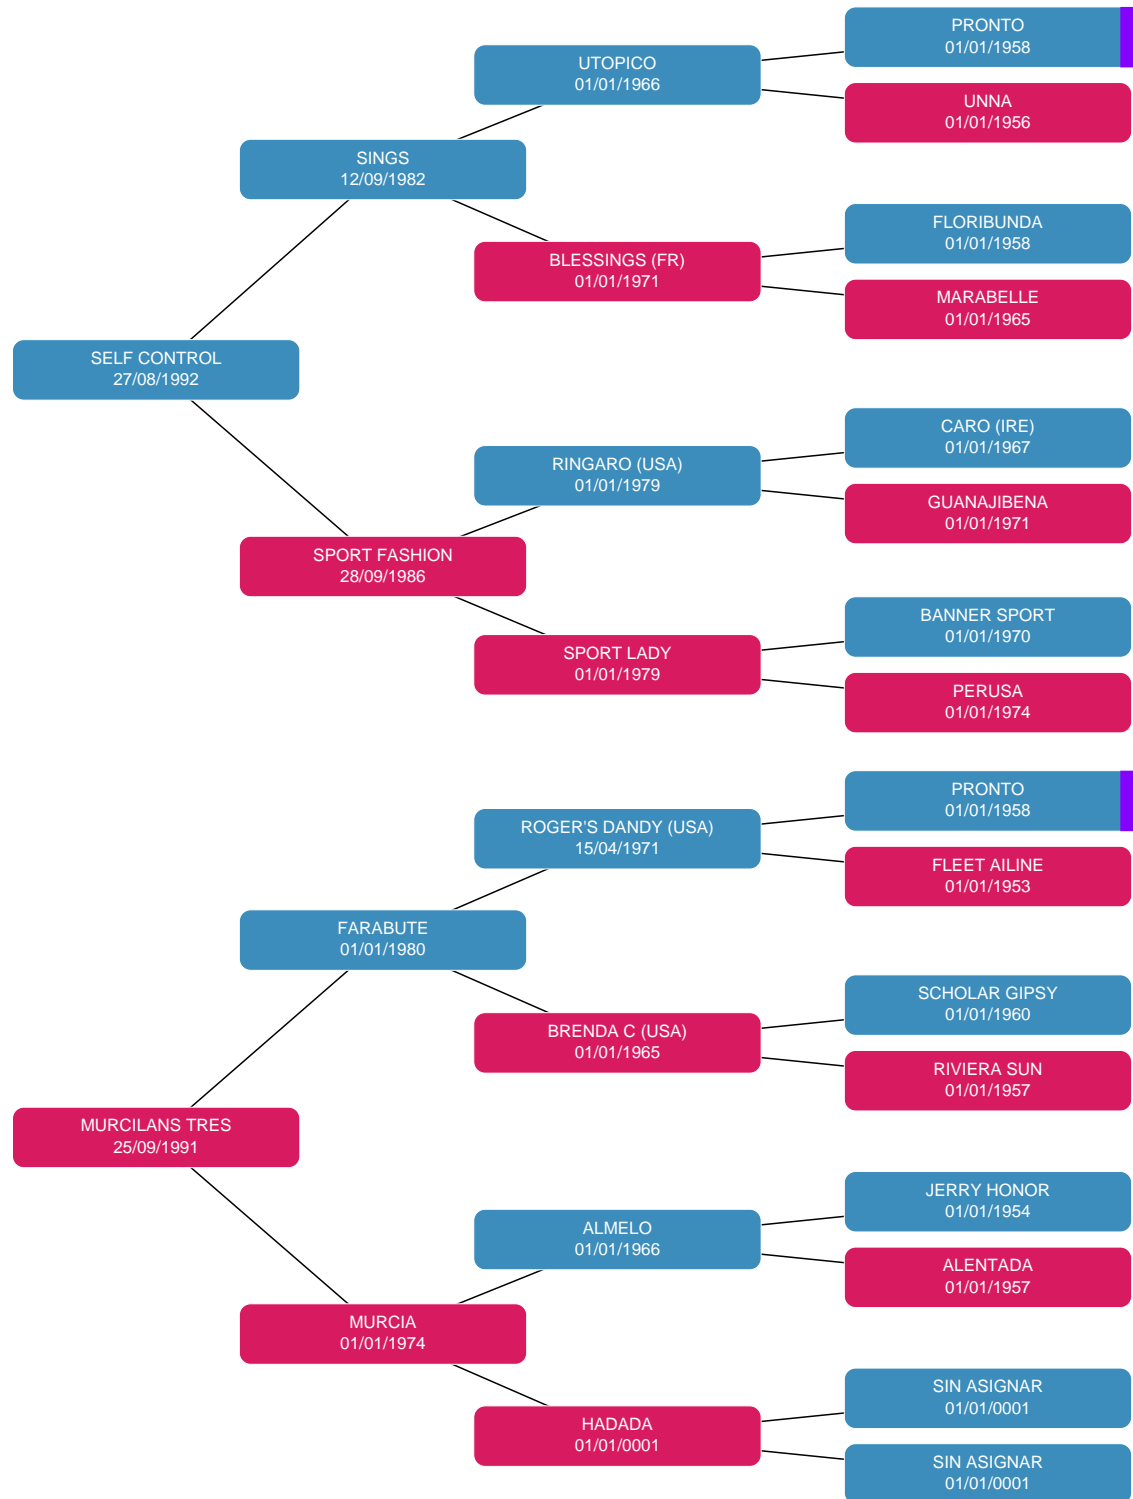 PRONTO
01/01/1958
UTOPICO
01/01/1966
UNNA
01/01/1956
SINGS
12/09/1982
FLORIBUNDA
01/01/1958
BLESSINGS (FR)
01/01/1971
MARABELLE
01/01/1965
SELF CONTROL
27/08/1992
CARO (IRE)
01/01/1967
RINGARO (USA)
01/01/1979
GUANAJIBENA
01/01/1971
SPORT FASHION
28/09/1986
BANNER SPORT
01/01/1970
SPORT LADY
01/01/1979
PERUSA
01/01/1974
PRONTO
01/01/1958
ROGER'S DANDY (USA)
15/04/1971
FLEET AILINE
01/01/1953
FARABUTE
01/01/1980
SCHOLAR GIPSY
01/01/1960
BRENDA C (USA)
01/01/1965
RIVIERA SUN
01/01/1957
MURCILANS TRES
25/09/1991
JERRY HONOR
01/01/1954
ALMELO
01/01/1966
ALENTADA
01/01/1957
MURCIA
01/01/1974
SIN ASIGNAR
01/01/0001
HADADA
01/01/0001
SIN ASIGNAR
01/01/0001